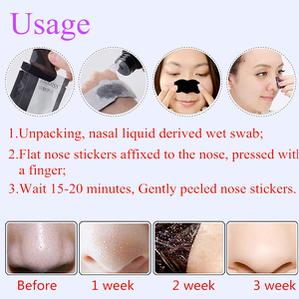 Usage
1.Unpacking, nasal liquid derived wet swab;
2.Flat nose stickers affixed to the nose, pressed with
a finger;
3.Wait 15-20 minutes, Gently peeled nose stickers.
Before
1 week
2 week
3 week